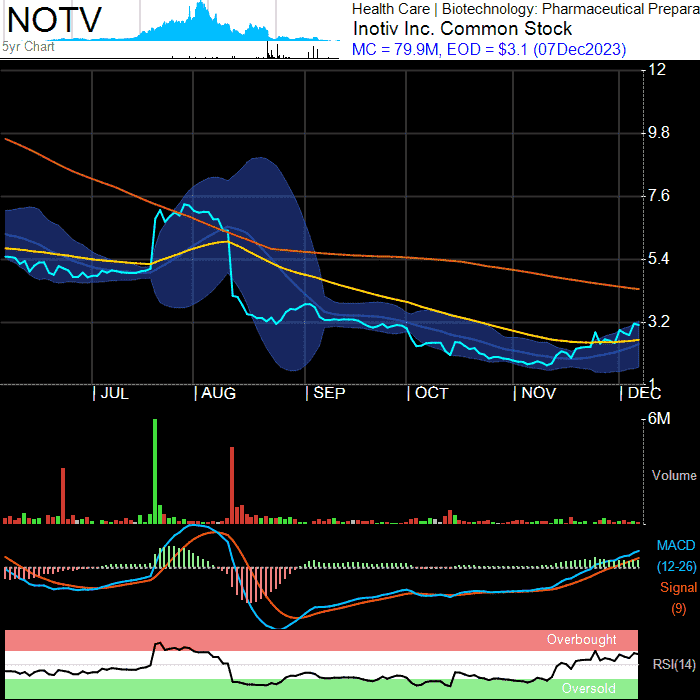 NOTV
5yr Chart
Health Care | Biotechnology: Pharmaceutical Prepara
Inotiv Inc. Common Stock
MC = 79.9M, EOD = $3.1 (07Dec2023)
12
9.8
7.6
5.4
3.2
1
| JUL | AUG | SEP | OCT | NOV | DEC
6M
Volume
MACD
(12-26)
Signal
(9)
Overbought
RSI(14)
Oversold